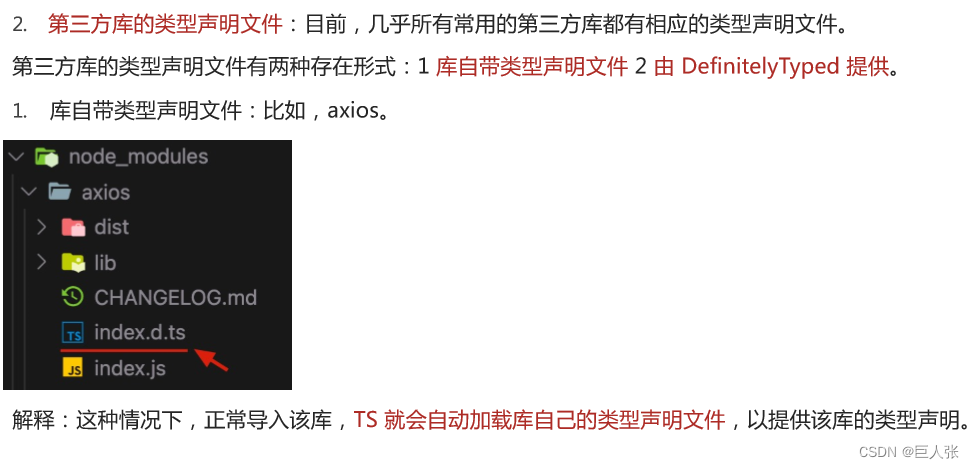 2. 第三方库的类型声明文件：目前，几乎所有常用的第三方库都有相应的类型声明文件。
第三方库的类型声明文件有两种存在形式：1 库自带类型声明文件 2 由 DefinitelyTyped 提供。
1. 库自带类型声明文件：比如，axios。
node_modules
axios
dist
lib
CHANGELOG.md
TS index.d.ts
JS index.js
解释：这种情况下，正常导入该库，TS 就会自动加载库自己的类型声明文件，以提供该库的类型声明。
CSDN @巨人张